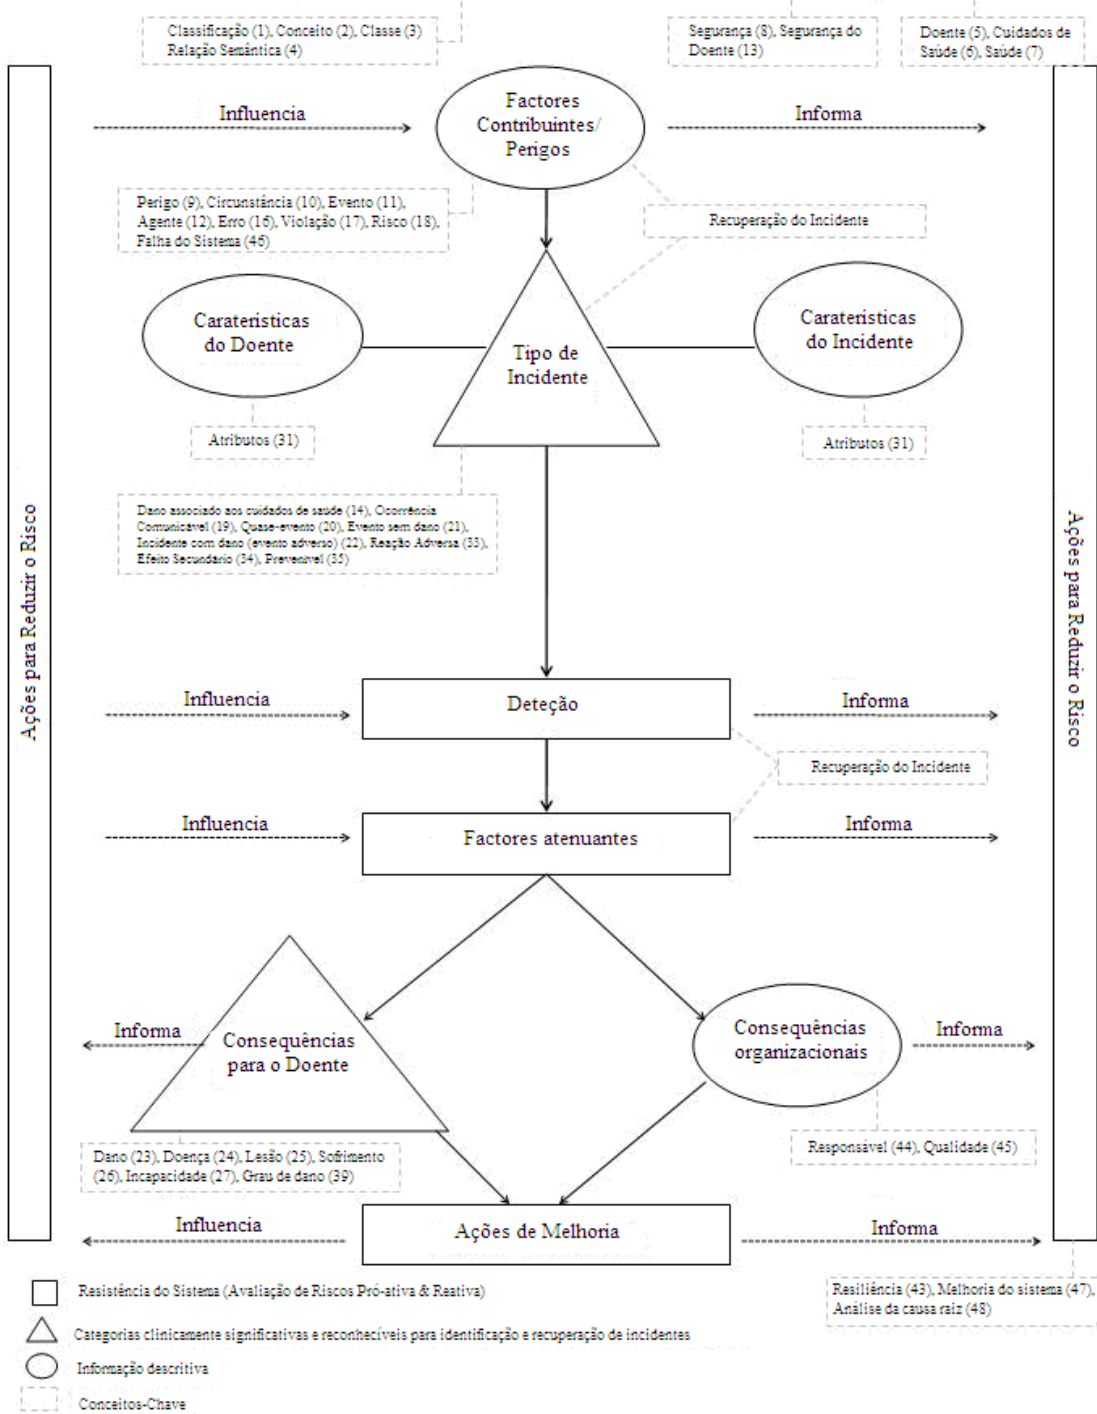 Classificação (1), Conceito (2), Classe (3)
Relação Semântica (4)
Segurança (8), Segurança do
Doente (13)
Doente (5), Cuidados de
Saúde (6), Saúde (7)
Influencia
Factores
Contribuintes/
Perigos
Informa
Perigo (9), Circunstância (10), Evento (11),
Agente (12), Erro (16), Violação (17), Risco (18),
Falha do Sistema (46)
Recuperação do Incidente
Carateristicas
do Doente
Tipo de
Incidente
Carateristicas
do Incidente
Atributos (31)
Atributos (31)
Dano associado aos cuidados de saúde (14), Ocorrência
Comunicável (19), Quase-evento (20), Evento sem dano (21),
Incidente com dano (evento adverso) (22), Reação Adversa (33),
Efeito Secundário (34), Prevenível (35)
Ações para Reduzir o Risco
Ações para Reduzir o Risco
Influencia
Deteção
Informa
Recuperação do Incidente
Influencia
Factores atenuantes
Informa
Informa
Consequências
para o Doente
Consequências
organizacionais
Informa
Dano (23), Doença (24), Lesão (25), Sofrimento
(26), Incapacidade (27), Grau de dano (39)
Responsável (44), Qualidade (45)
Influencia
Ações de Melhoria
Informa
Resiliência (43), Melhoria do sistema (47),
Análise da causa raiz (48)
Resistência do Sistema (Avaliação de Riscos Pró-ativa & Reativa)
Categorias clinicamente significativas e reconhecíveis para identificação e recuperação de incidentes
Informação descritiva
Conceitos-Chave